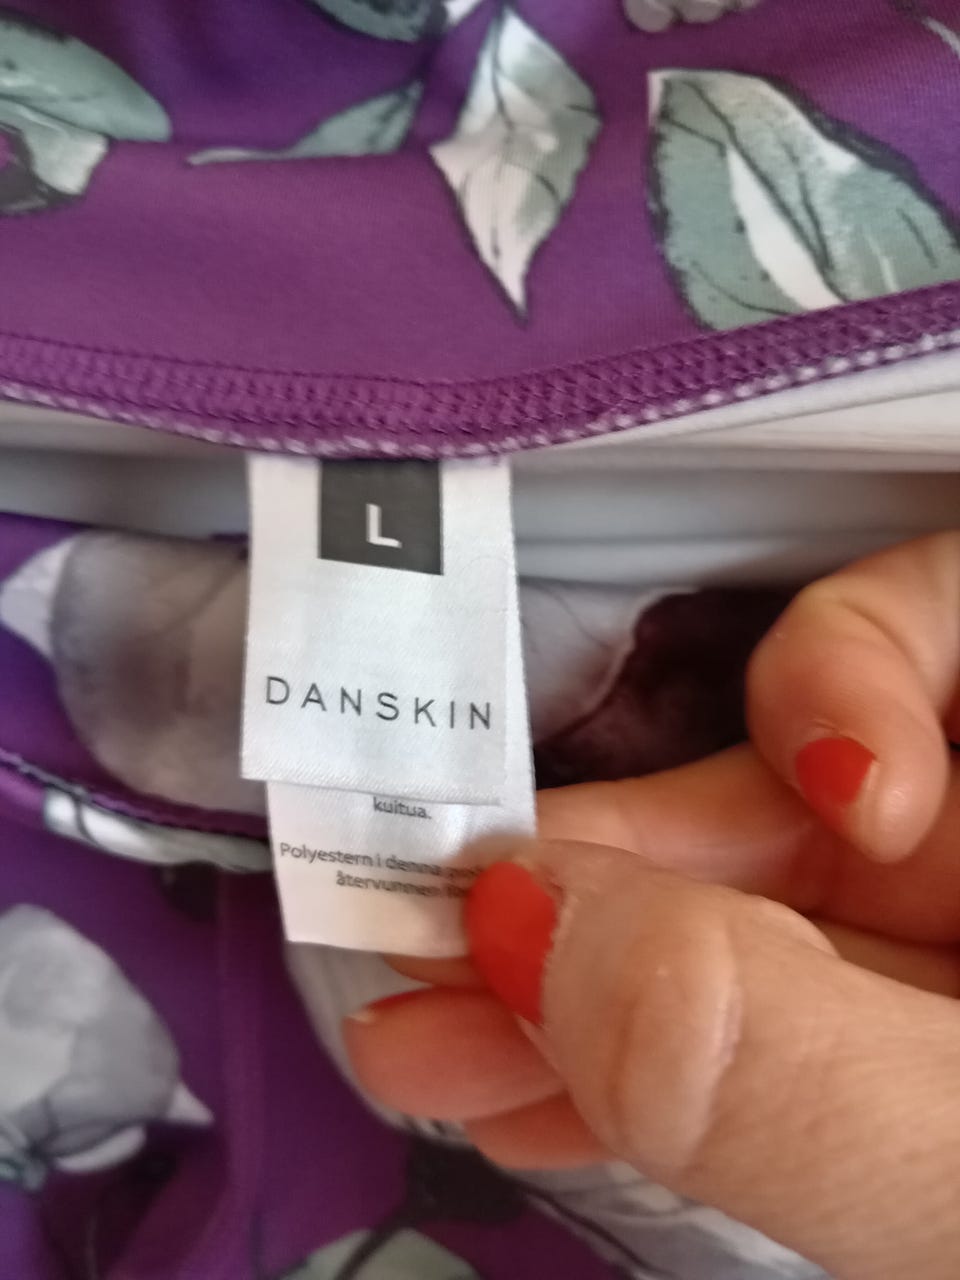 L
DANSKIN
kuitua.
Polyestern i denna
återvunnen